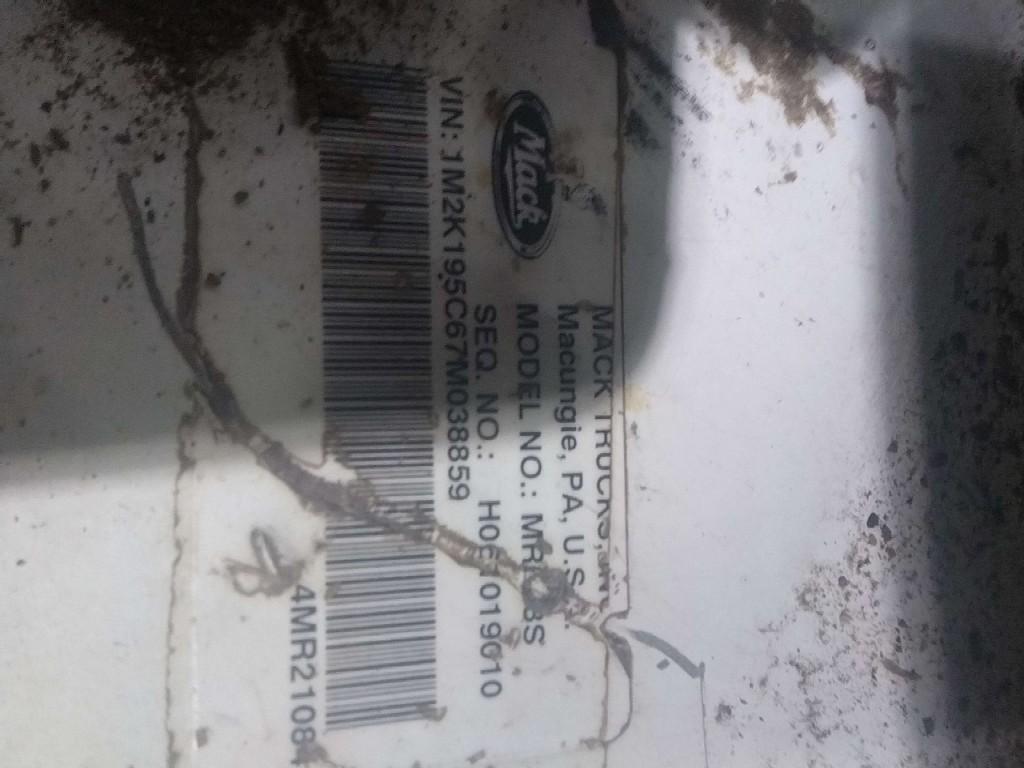 Mack
MACK TRUCKS,
Macungie, PA, U.S.
MODEL NO.:
SEQ. NO.:
VIN: 1M2K195C67M038859
4MR2108